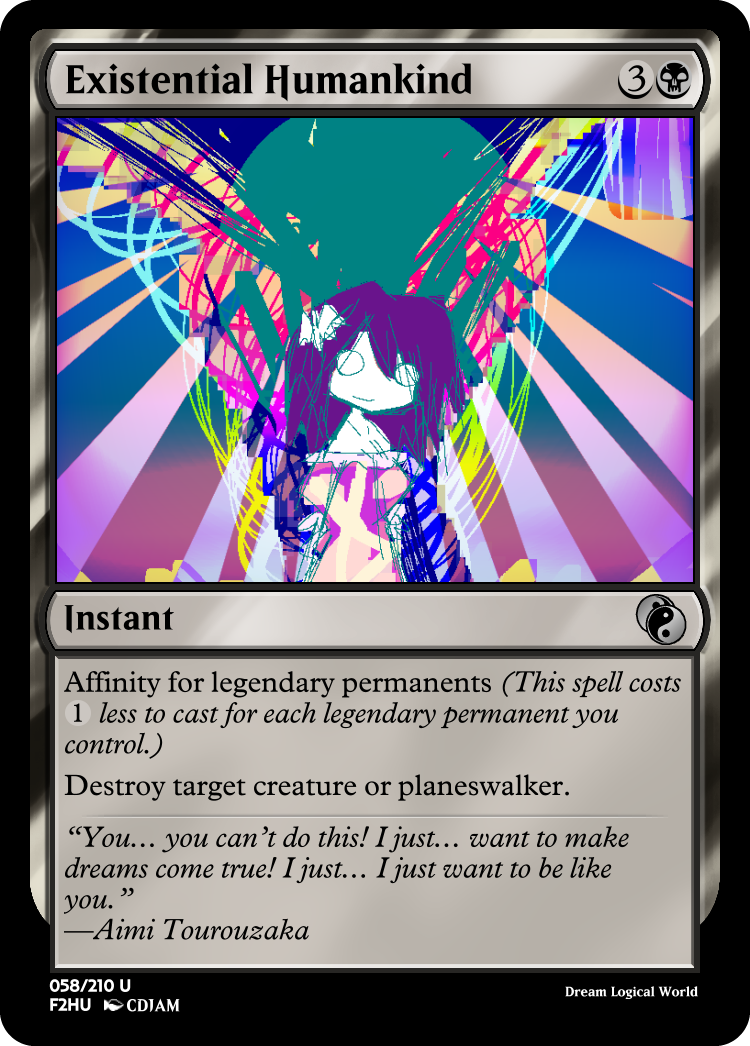 Existential Humankind 3
Instant
Affinity for legendary permanents (This spell costs
1 less to cast for each legendary permanent you
control.)
Destroy target creature or planeswalker.
“You… you can’t do this! I just… want to make
dreams come true! I just… I just want to be like
you.”
—Aimi Tourouzaka
058/210 U
F2HU CDJAM
Dream Logical World